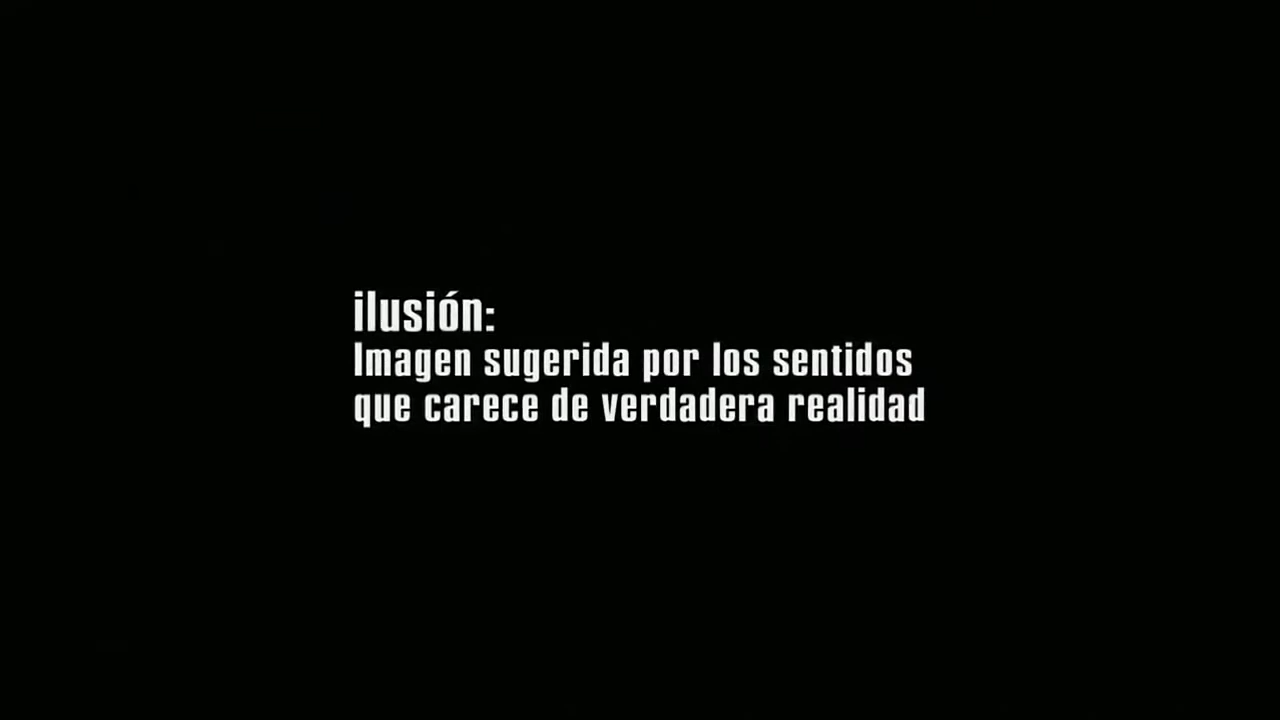 ilusión:
Imagen sugerida por los sentidos
que carece de verdadera realidad